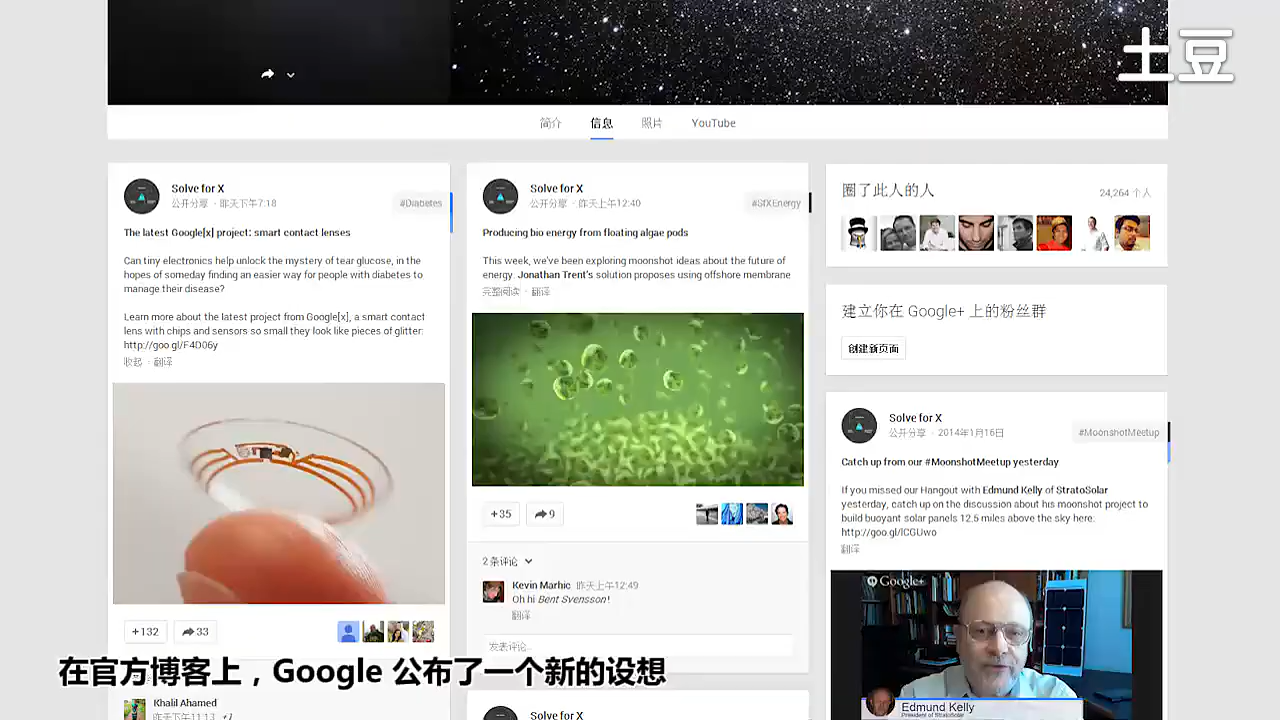 土豆
简介 信息 照片 YouTube
Solve for X
公开分享 · 昨天下午7:18
#Diabetes
The latest Google[x] project: smart contact lenses
Can tiny electronics help unlock the mystery of tear glucose, in the
hopes of someday finding an easier way for people with diabetes to
manage their disease?
Learn more about the latest project from Google[x], a smart contact
lens with chips and sensors so small they look like pieces of glitter:
http://goo.gl/F4D06y
收起 · 翻译
+132 33
Khalil Ahamed
昨天下午11:13 +1
Solve for X
公开分享 · 昨天上午12:40
#SfXEnergy
Producing bio energy from floating algae pods
This week, we've been exploring moonshot ideas about the future of
energy. Jonathan Trent's solution proposes using offshore membrane
完整阅读 · 翻译
+35 9
2 条评论
Kevin Marhic 昨天上午12:49
Oh hi Bent Svensson!
翻译
发表评论...
Solve for X
圈了此人的人
24,264 个人
建立你在 Google+ 上的粉丝群
创建新页面
Solve for X
公开分享 · 2014年1月16日
#MoonshotMeetup
Catch up from our #MoonshotMeetup yesterday
If you missed our Hangout with Edmund Kelly of StratoSolar
yesterday, catch up on the discussion about his moonshot project to
build buoyant solar panels 12.5 miles above the sky here:
http://goo.gl/lCGUwo
翻译
Google+
Edmund Kelly
President of StratoSolar
在官方博客上，Google 公布了一个新的设想